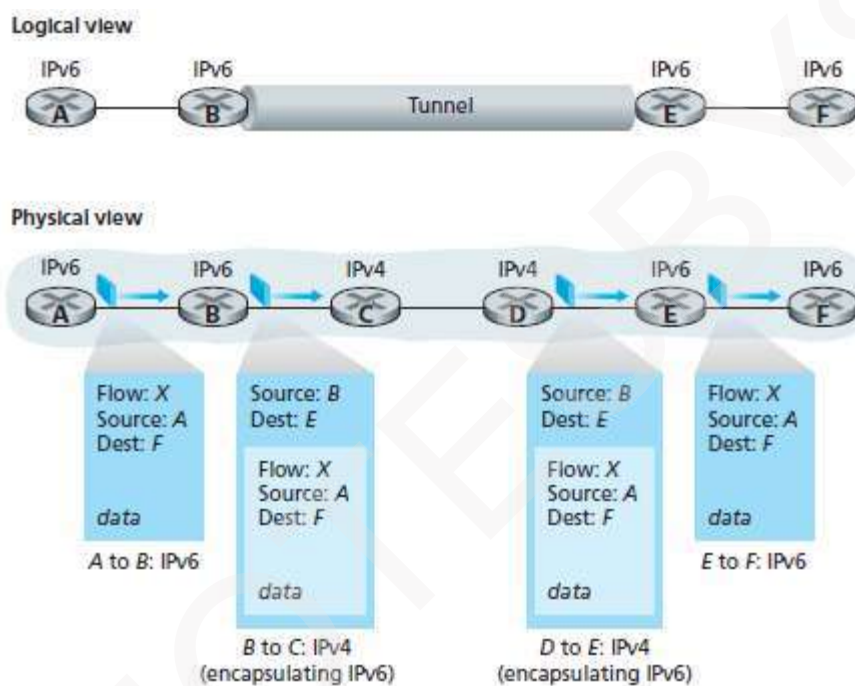 Logical view
IPv6 IPv6 IPv6 IPv6
A B Tunnel E F
Physical view
IPv6 IPv6 IPv4 IPv4 IPv6 IPv6
A B C D E F
Flow: X
Source: A
Dest: F
data
A to B: IPv6
Source: B
Dest: E
Flow: X
Source: A
Dest: F
data
B to C: IPv4
(encapsulating IPv6)
Source: B
Dest: E
Flow: X
Source: A
Dest: F
data
D to E: IPv4
(encapsulating IPv6)
Flow: X
Source: A
Dest: F
data
E to F: IPv6